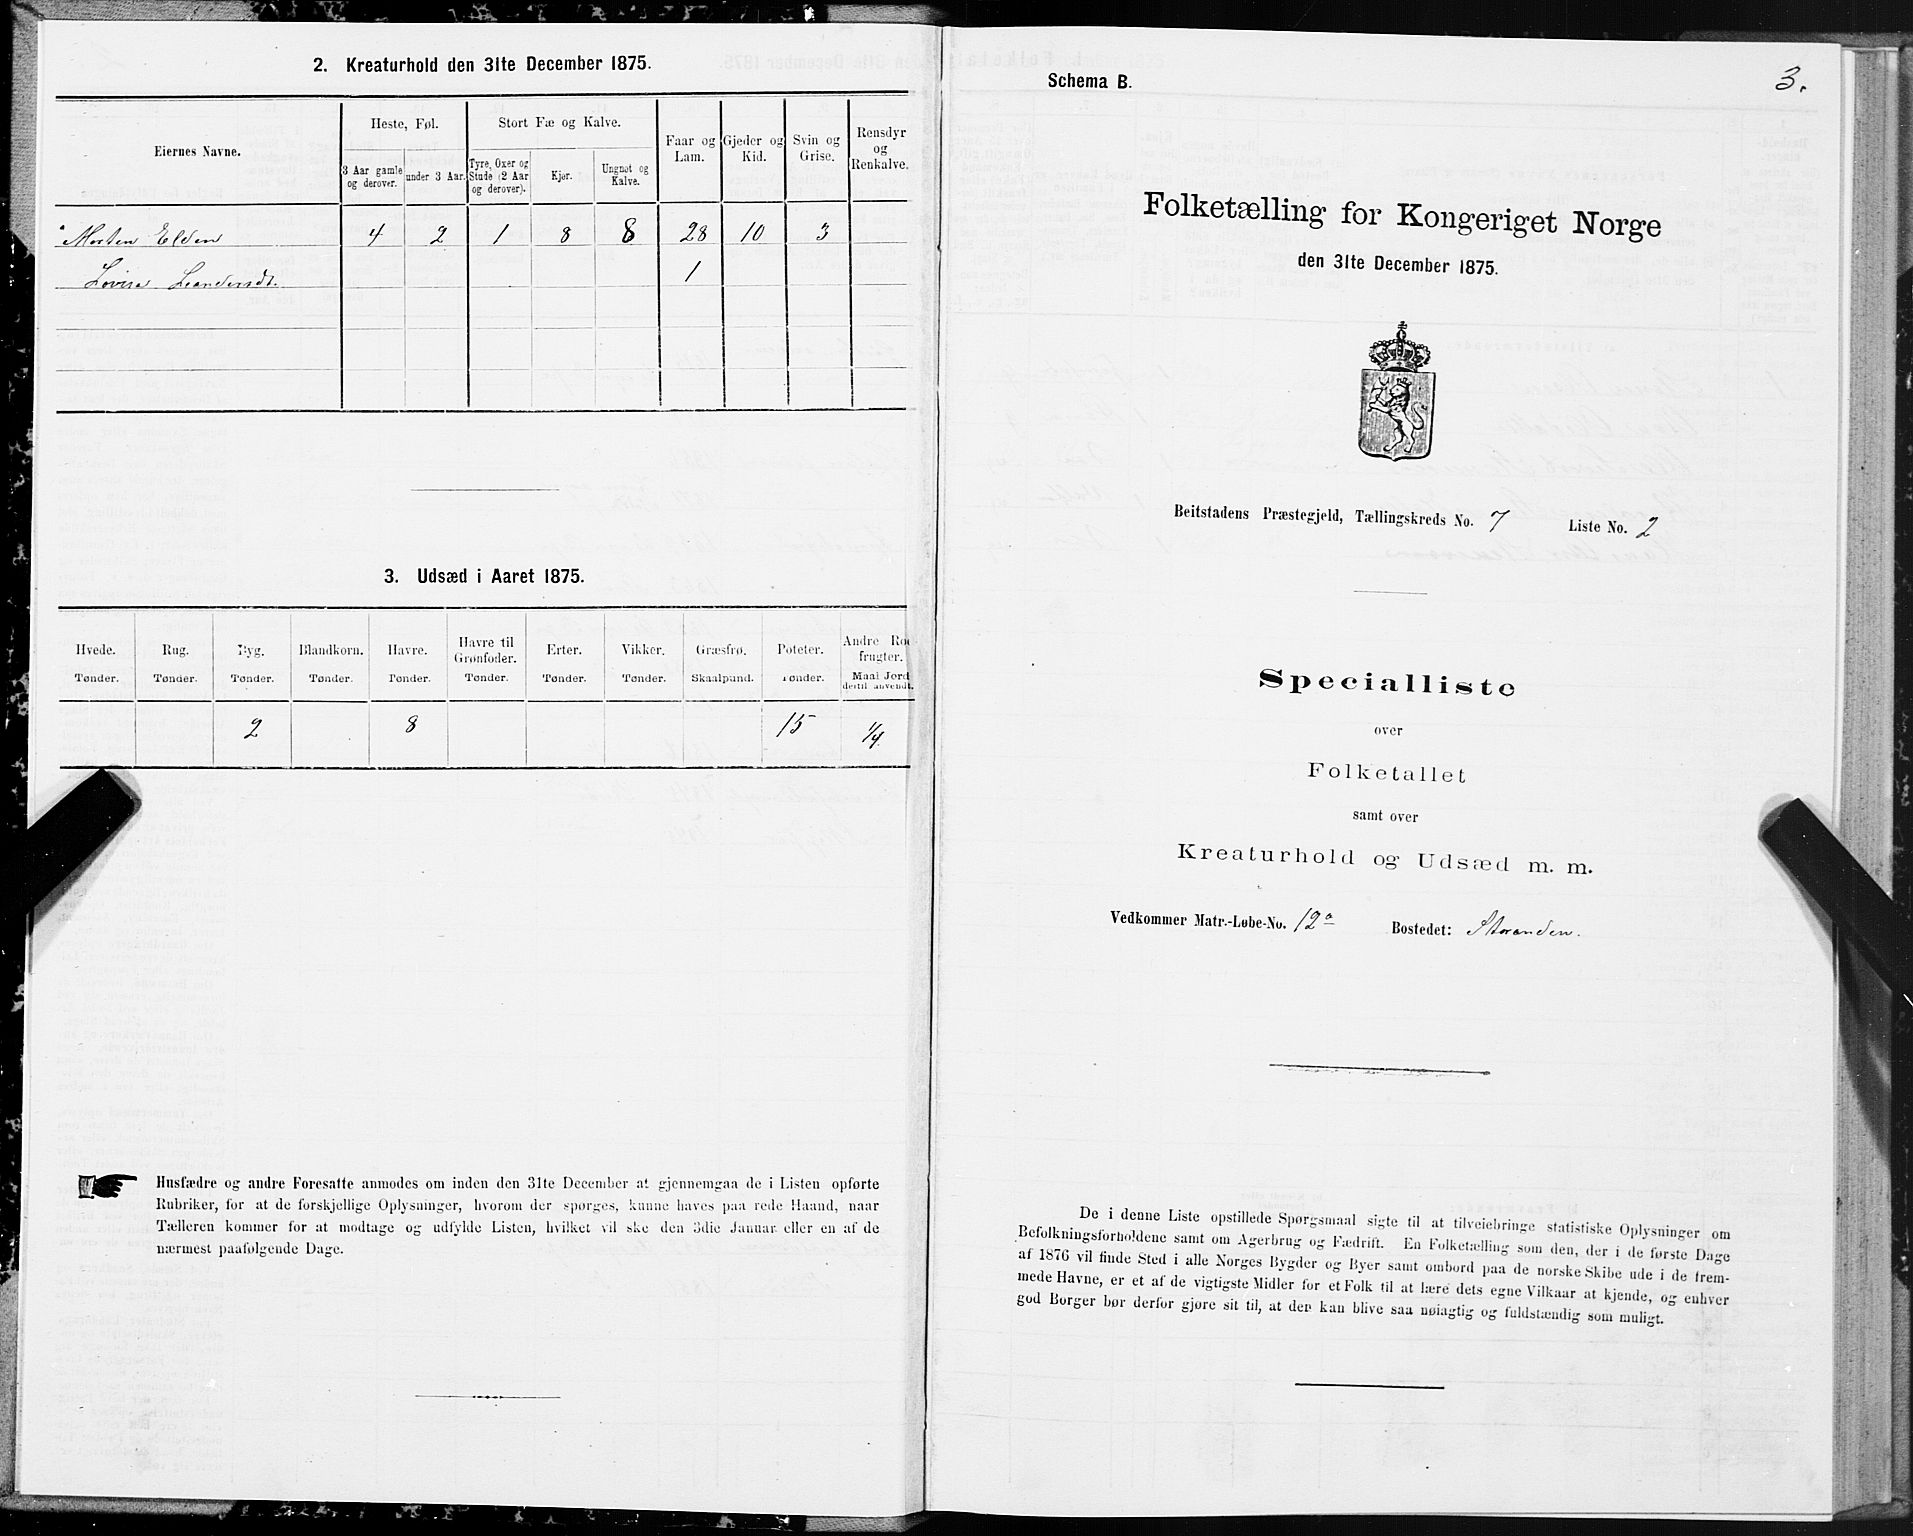 2. Kreaturhold den 31te December 1875.
Eiernes Navne.
Heste, Føl.
Stort Fæ og Kalve.
Faar og Lam.
Gjeder og Kid.
Svin og Grise.
Rensdyr og Renkalve.
3 Aar gamle og derover.
under 3 Aar.
Tyre, Oxer og Stude (2 Aar og derover).
Kjør.
Ungnøt og Kalve.
Morten Elden 4 2 1 8 8 28 10 3
Lovise Leandersdt. 1
3. Udsæd i Aaret 1875.
Hvede. Rug. Byg. Blandkorn. Havre. Havre til Grønfoder. Erter. Vikker. Græsfrø. Poteter. Andre Rodfrugter.
Tønder. Tønder. Tønder. Tønder. Tønder. Tønder. Tønder. Tønder. Skaalpund. Tønder. Maal Jord dertil anvendt.
2 8 15 1/4
Husfædre og andre Foresatte anmodes om inden den 31te December at gjennemgaa de i Listen opførte
Rubriker, for at de forskjellige Oplysninger, hvorom der spørges, kunne haves paa rede Haand, naar
Tælleren kommer for at modtage og udfylde Listen, hvilket vil ske den 3die Januar eller en af de
nærmest paafølgende Dage.
Schema B.
3.
Folketælling for Kongeriget Norge
den 31te December 1875.
Beitstadens Præstegjeld, Tællingskreds No. 7 Liste No. 2
Specialliste
over
Folketallet
samt over
Kreaturhold og Udsæd m. m.
Vedkommer Matr.-Løbe-No. 12a Bostedet: Storanden.
De i denne Liste opstillede Spørgsmaal sigte til at tilveiebringe statistiske Oplysninger om
Befolkningsforholdene samt om Agerbrug og Fædrift. En Folketælling som den, der i de første Dage
af 1876 vil finde Sted i alle Norges Bygder og Byer samt ombord paa de norske Skibe ude i de frem-
mede Havne, er et af de vigtigste Midler for et Folk til at lære dets egne Vilkaar at kjende, og enhver
god Borger bør derfor gjøre sit til, at den kan blive saa nøiagtig og fuldstændig som muligt.